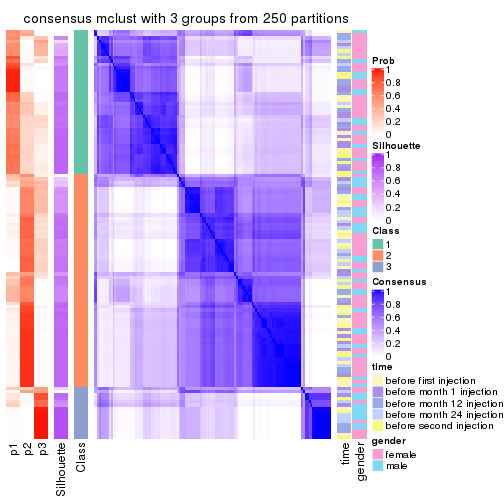 consensus mclust with 3 groups from 250 partitions
Prob
1
0.8
0.6
0.4
0.2
0
Silhouette
1
0.8
0.6
0.4
0.2
0
Class
1
2
3
Consensus
1
0.8
0.6
0.4
0.2
0
time
before first injection
before month 1 injection
before month 12 injection
before month 24 injection
before second injection
gender
female
male
p1
p2
p3
Silhouette
Class
time
gender